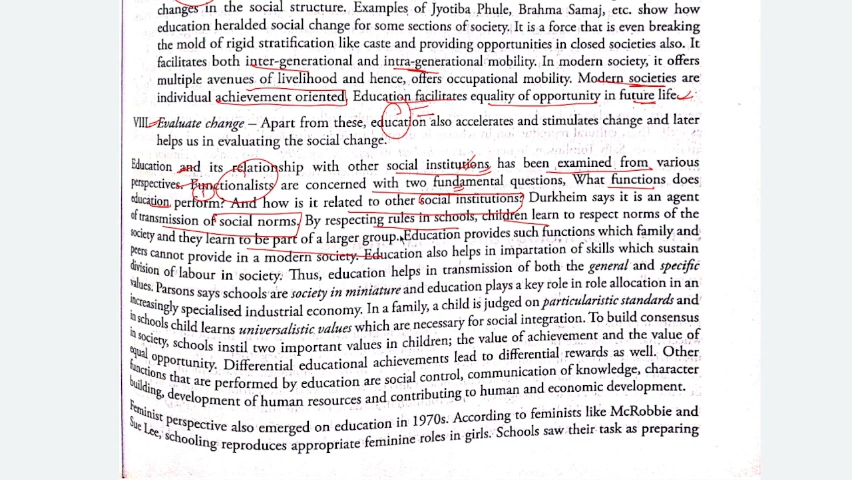 changes in the social structure. Examples of Jyotiba Phule, Brahma Samaj, etc. show how
education heralded social change for some sections of society. It is a force that is even breaking
the mold of rigid stratification like caste and providing opportunities in closed societies also. It
facilitates both inter-generational and intra-generational mobility. In modern society, it offers
multiple avenues of livelihood and hence, offers occupational mobility. Modern societies are
individual achievement oriented. Education facilitates equality of opportunity in future life.
VIII. Evaluate change – Apart from these, education also accelerates and stimulates change and later
helps us in evaluating the social change.
Education and its relationship with other social institutions has been examined from various
perspectives. Functionalists are concerned with two fundamental questions, What functions does
education perform? And how is it related to other social institutions? Durkheim says it is an agent
of transmission of social norms. By respecting rules in schools, children learn to respect norms of the
society and they learn to be part of a larger group. Education provides such functions which family and
peers cannot provide in a modern society. Education also helps in impartation of skills which sustain
division of labour in society. Thus, education helps in transmission of both the general and specific
values. Parsons says schools are society in miniature and education plays a key role in role allocation in an
increasingly specialised industrial economy. In a family, a child is judged on particularistic standards and
in schools child learns universalistic values which are necessary for social integration. To build consensus
in society, schools instil two important values in children; the value of achievement and the value of
equal opportunity. Differential educational achievements lead to differential rewards as well. Other
functions that are performed by education are social control, communication of knowledge, character
building, development of human resources and contributing to human and economic development.
Feminist perspective also emerged on education in 1970s. According to feminists like McRobbie and
Sue Lee, schooling reproduces appropriate feminine roles in girls. Schools saw their task as preparing